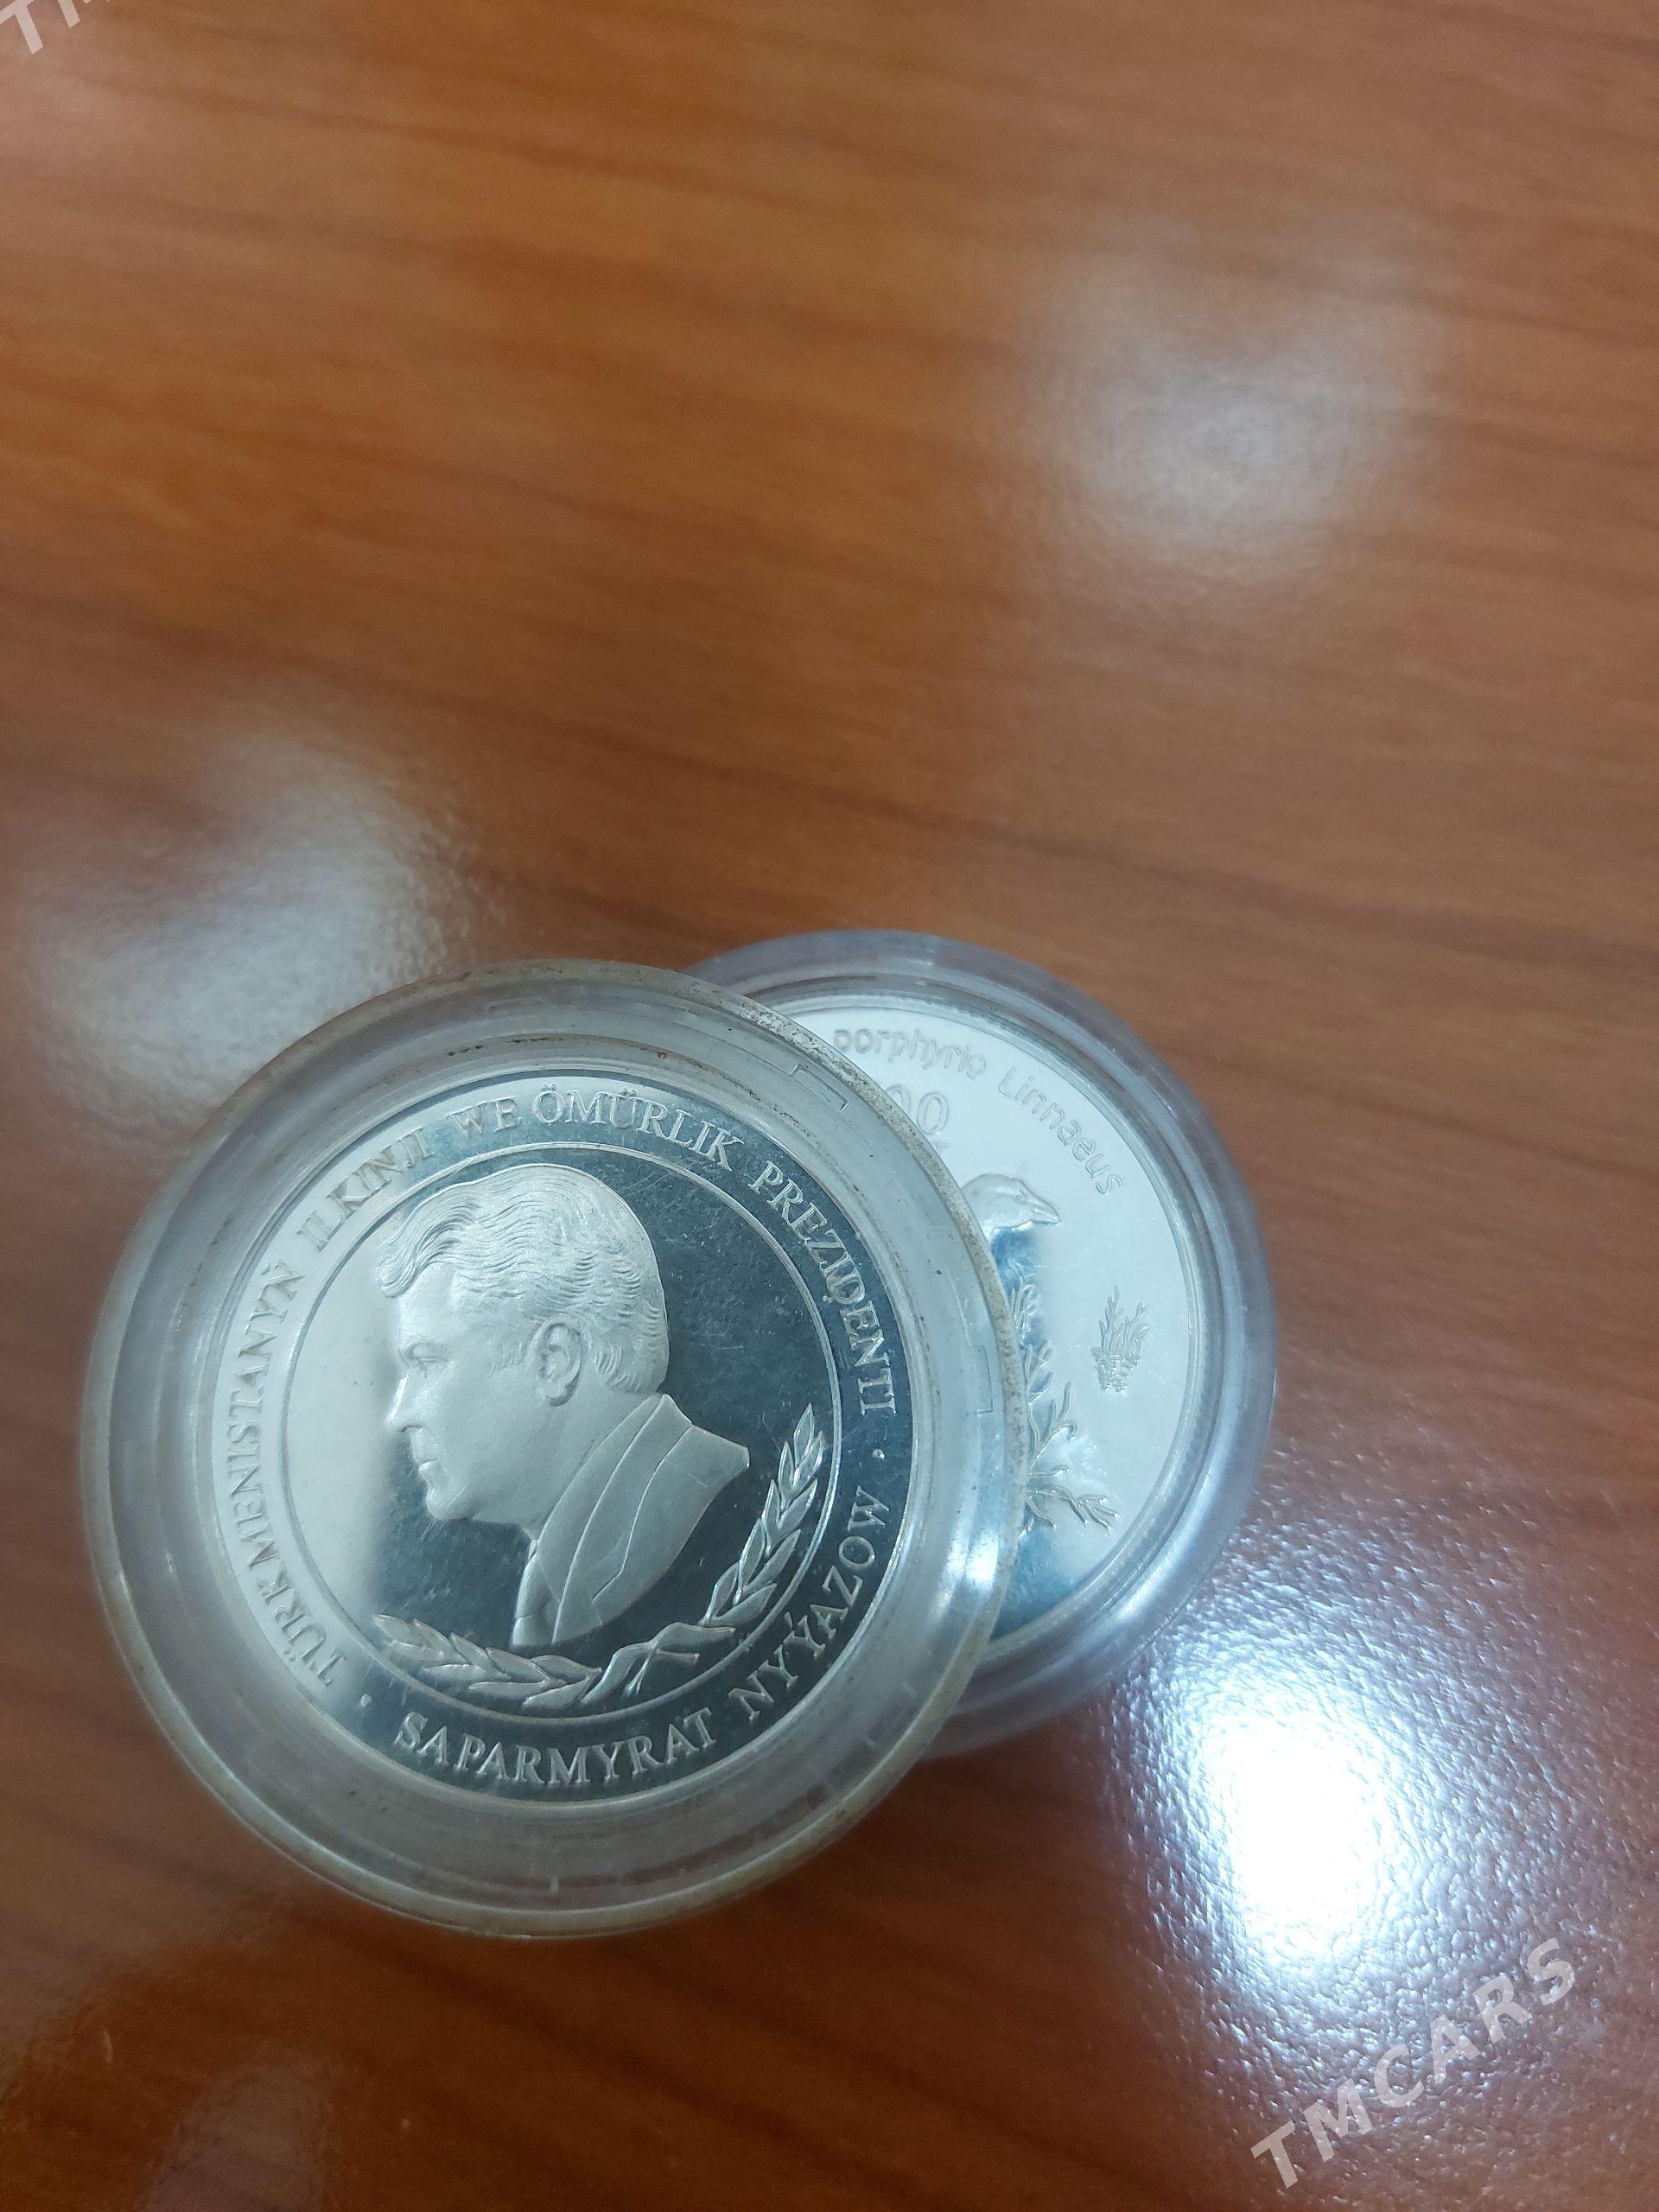 TÜRKMENISTANYŇ ILKINJI WE ÖMÜRLIK PREZIDENTI
• SAPARMYRAT NYÝAZOW •
porphyrio Linnaeus
TMCARS